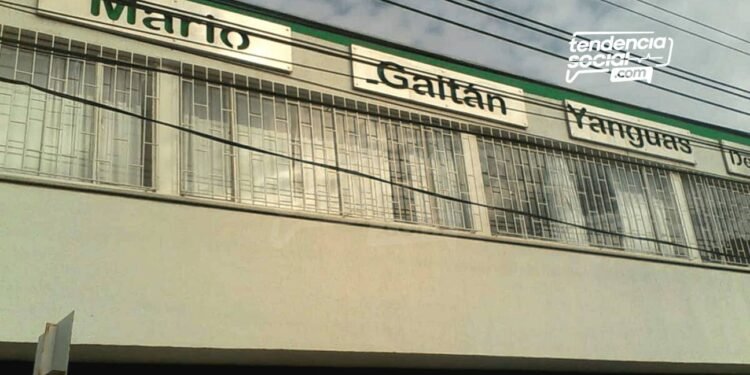 Mario
Gaitán
Yanguas
tendencia
social
.com